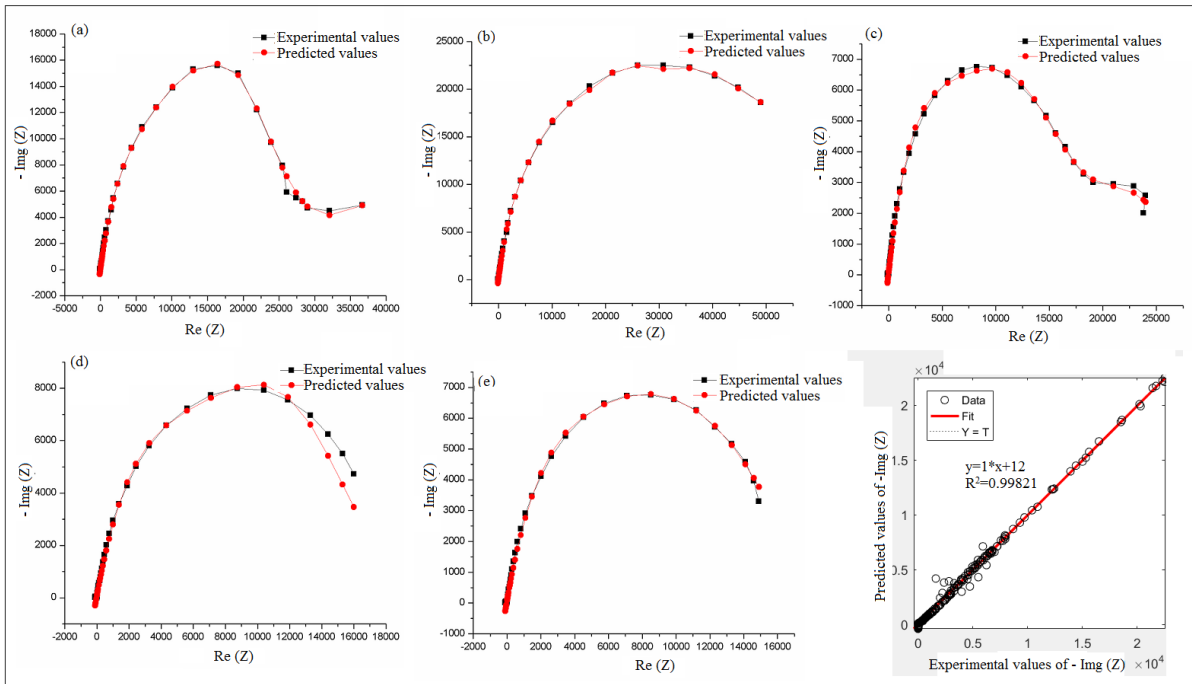 (a)
Experimental values
Predicted values
18000
16000
14000
12000
10000
8000
6000
4000
2000
0
-2000
- Img (Z)
-5000 0 5000 10000 15000 20000 25000 30000 35000 40000
Re (Z)
(b)
Experimental values
Predicted values
25000
20000
15000
10000
5000
0
- Img (Z)
0 10000 20000 30000 40000 50000
Re (Z)
(c)
Experimental values
Predicted values
8000
7000
6000
5000
4000
3000
2000
1000
0
-1000
- Img (Z)
0 5000 10000 15000 20000 25000
Re (Z)
(d)
Experimental values
Predicted values
8000
6000
4000
2000
0
-2000
- Img (Z)
-2000 0 2000 4000 6000 8000 10000 12000 14000 16000 18000
Re (Z)
(e)
Experimental values
Predicted values
7000
6000
5000
4000
3000
2000
1000
0
-1000
- Img (Z)
-2000 0 2000 4000 6000 8000 10000 12000 14000 16000 18000
Re (Z)
×10⁴
Data
Fit
Y = T
y=1*x+12
R²=0.99821
2
1.5
1
0.5
0
Predicted values of -Img (Z)
0 0.5 1 1.5 2 ×10⁴
Experimental values of - Img (Z)